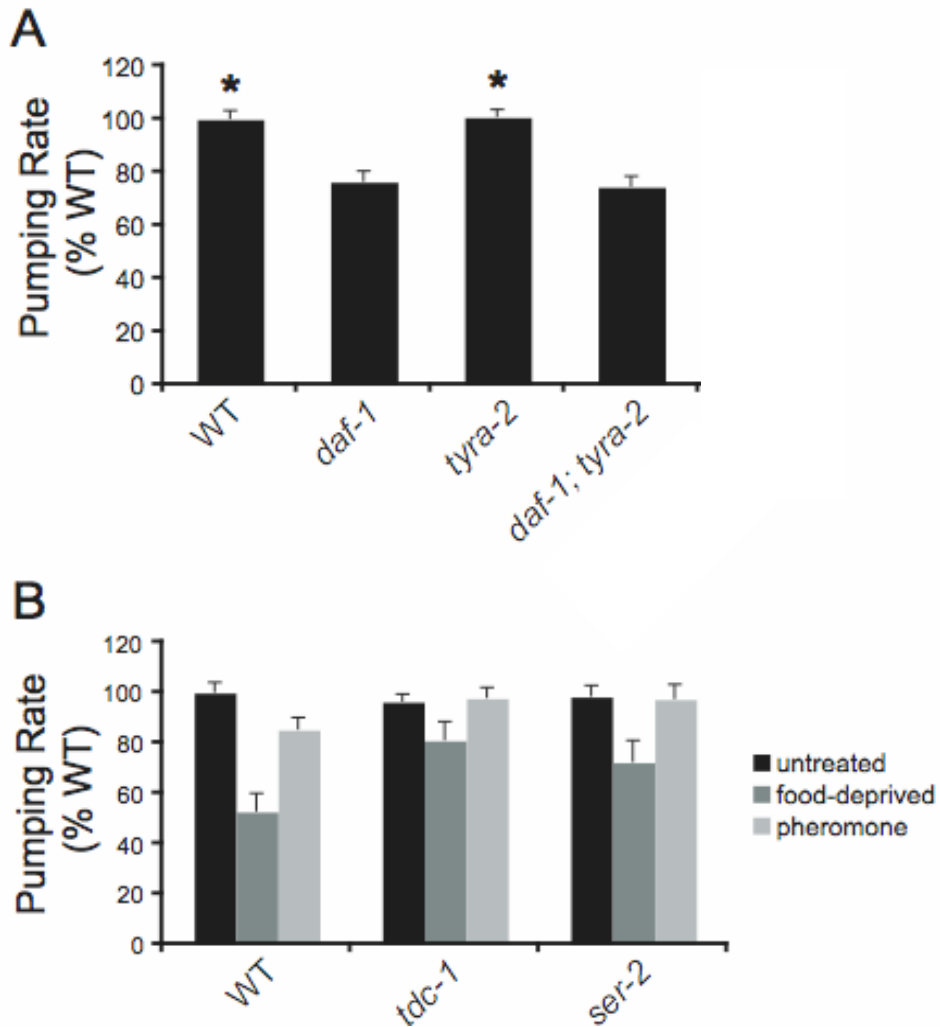 A
120
100
80
60
40
20
0
Pumping Rate
(% WT)
*
*
WT
daf-1
tyra-2
daf-1; tyra-2
B
120
100
80
60
40
20
0
Pumping Rate
(% WT)
WT
tdc-1
ser-2
untreated
food-deprived
pheromone